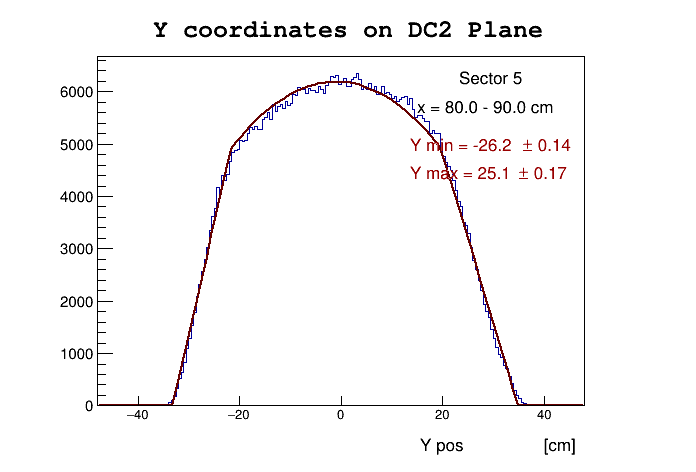 Y coordinates on DC2 Plane
Sector 5
x = 80.0 - 90.0 cm
Y min = -26.2 ± 0.14
Y max = 25.1 ± 0.17
6000
5000
4000
3000
2000
1000
0
−40 −20 0 20 40
Y pos [cm]